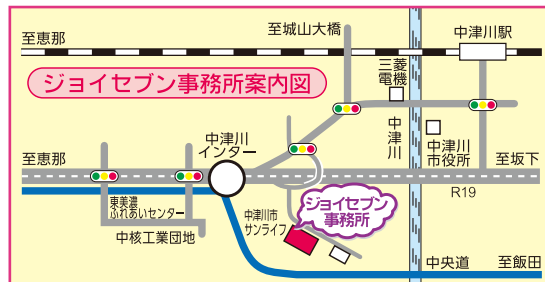 至恵那
至城山大橋
中津川駅
ジョイセブン事務所案内図
三菱
電機
中津川
中津川
市役所
中津川
インター
至恵那
至坂下
R19
東美濃
ふれあいセンター
中核工業団地
中津川市
サンライフ
ジョイセブン
事務所
中央道
至飯田